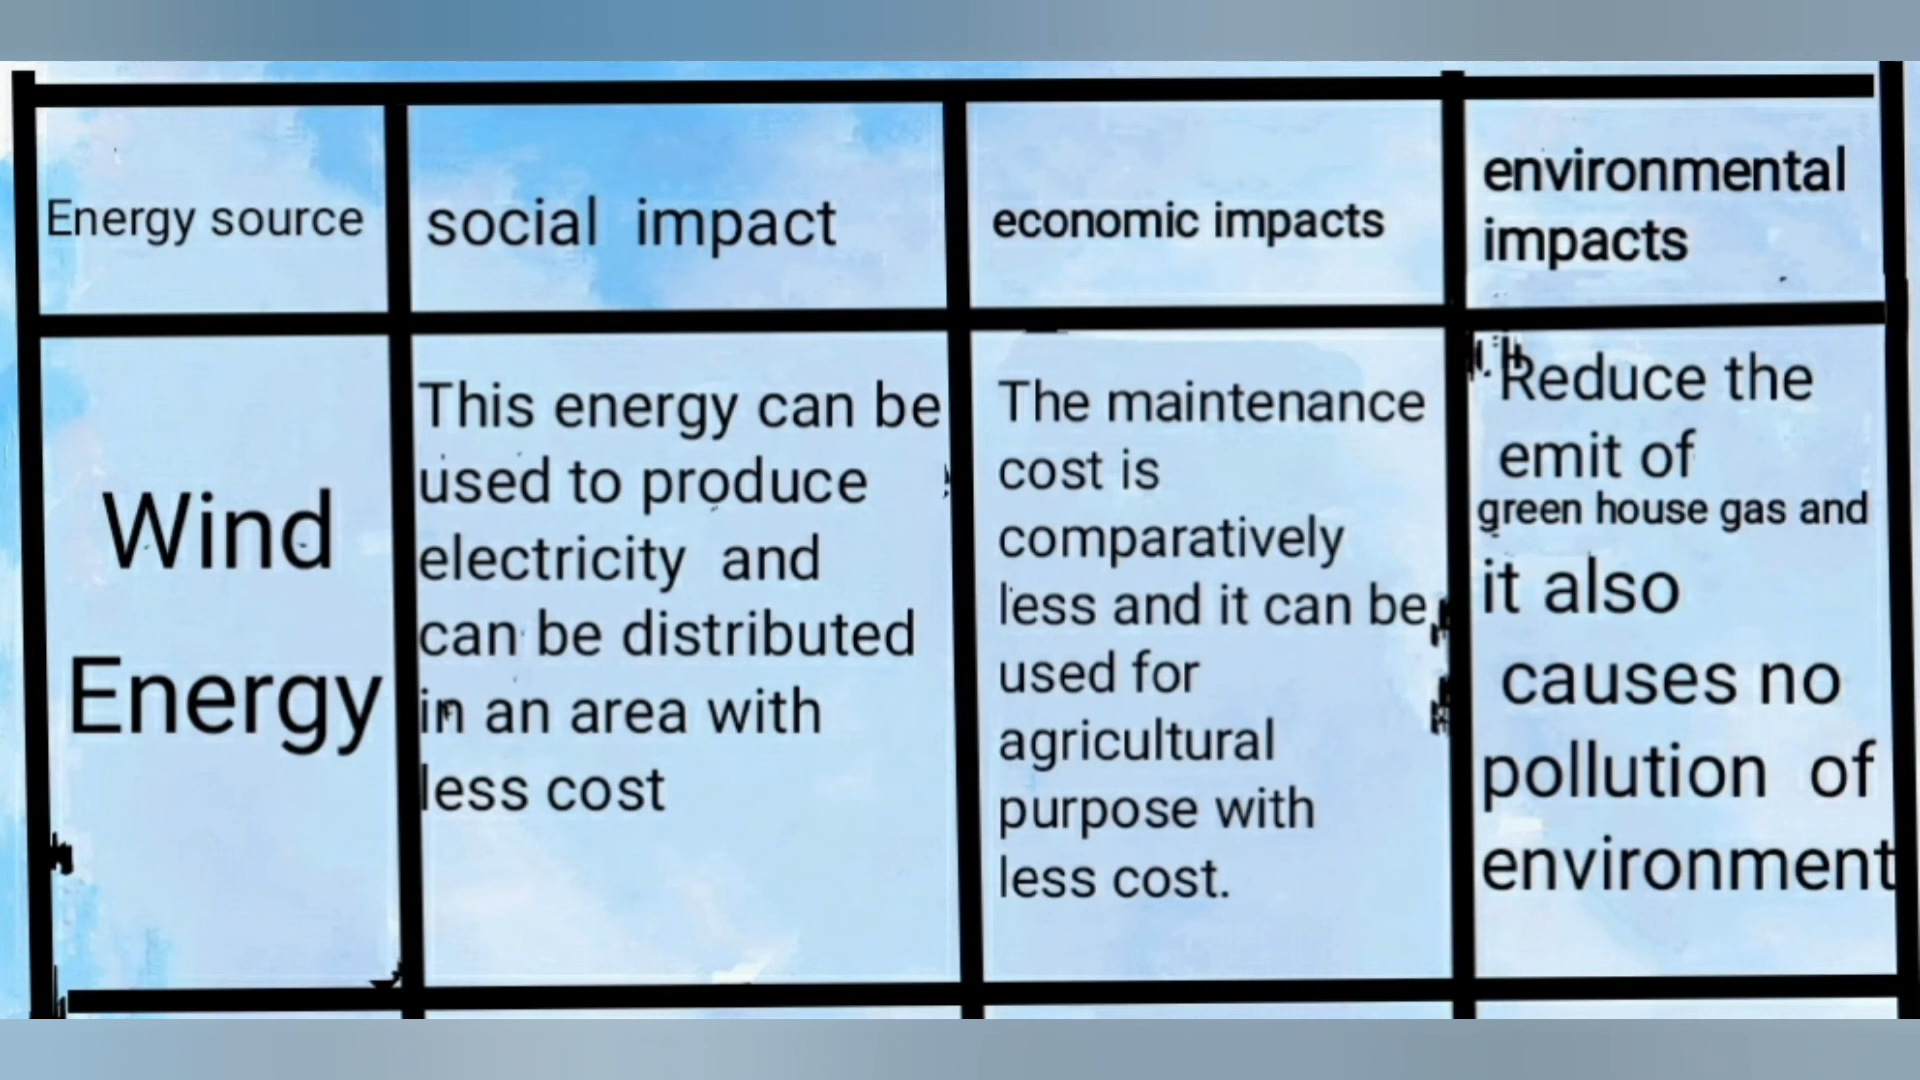 Energy source
social impact
economic impacts
environmental
impacts
Wind
Energy
This energy can be
used to produce
electricity and
can be distributed
in an area with
less cost
The maintenance
cost is
comparatively
less and it can be
used for
agricultural
purpose with
less cost.
Reduce the
emit of
green house gas and
it also
causes no
pollution of
environment